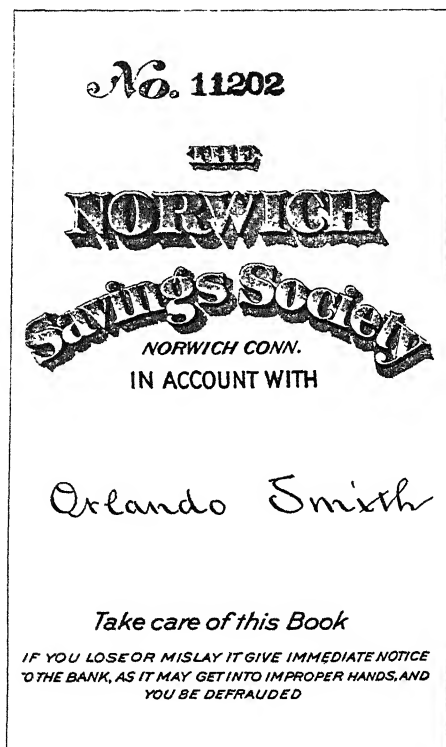 No. 11202
THE
NORWICH
Savings Society
NORWICH CONN.
IN ACCOUNT WITH
Orlando Smith
Take care of this Book
IF YOU LOSE OR MISLAY IT GIVE IMMEDIATE NOTICE
TO THE BANK, AS IT MAY GET INTO IMPROPER HANDS, AND
YOU BE DEFRAUDED